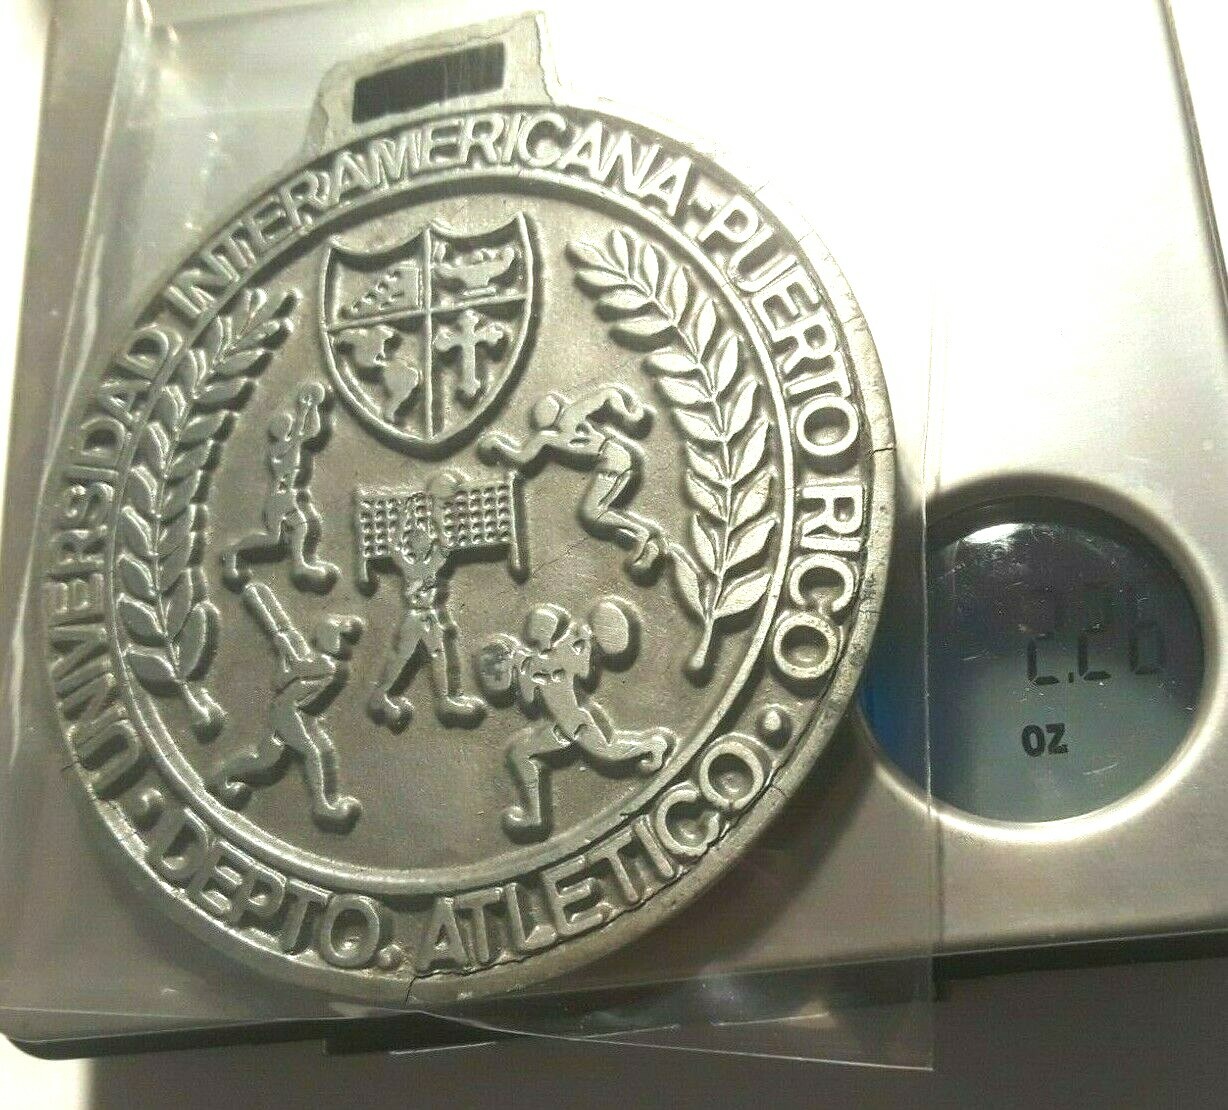 UNIVERSIDAD INTERAMERICANA-PUERTO RICO
DEPTO. ATLETICO
OZ